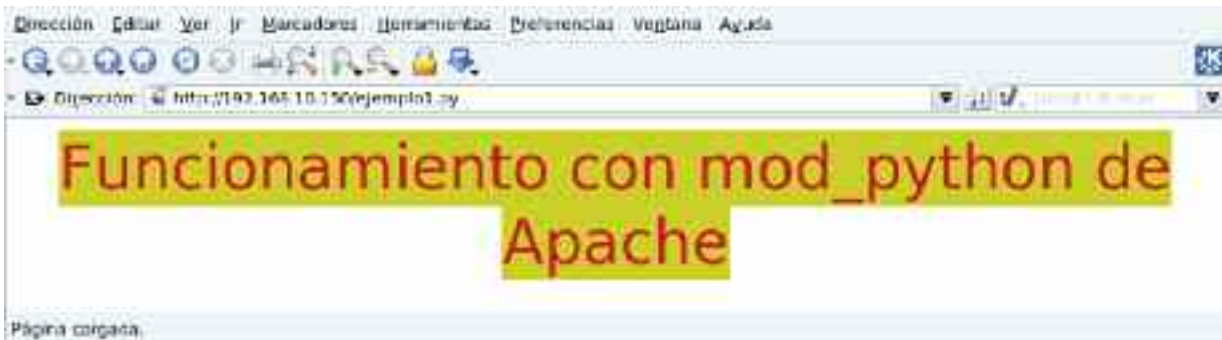 Dirección Editar Ver Ir Marcadores Herramientas Preferencias Ventana Ayuda
Dirección: http://192.168.10.150/ejemplo1.py
Funcionamiento con mod_python de
Apache
Página cargada.